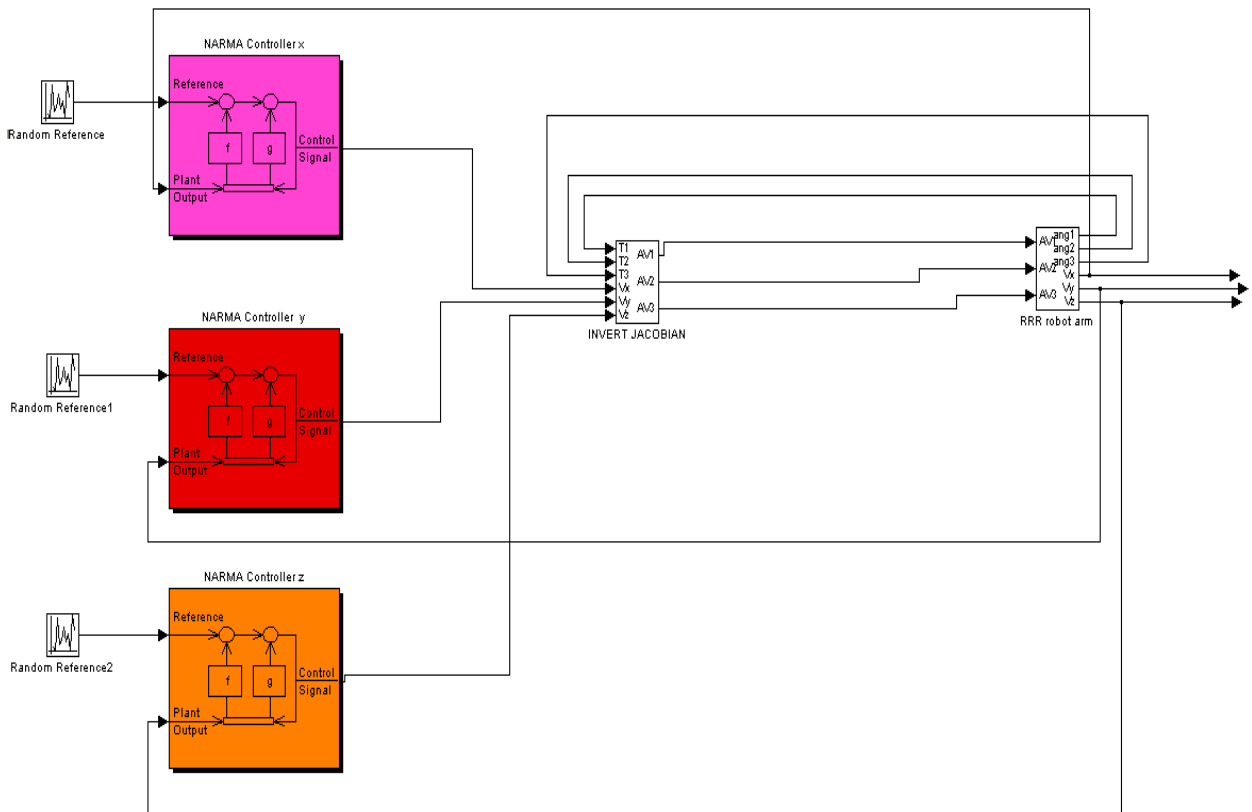 NARMA Controller x
Random Reference
Reference
f
g
Control
Signal
Plant
Output
NARMA Controller y
Random Reference1
Reference
f
g
Control
Signal
Plant
Output
NARMA Controller z
Random Reference2
Reference
f
g
Control
Signal
Plant
Output
T1
T2
T3
Vx
Vy
Vz
AV1
AV2
AV3
INVERT JACOBIAN
AV1
AV2
AV3
ang1
ang2
ang3
Vx
Vy
Vz
RRR robot arm